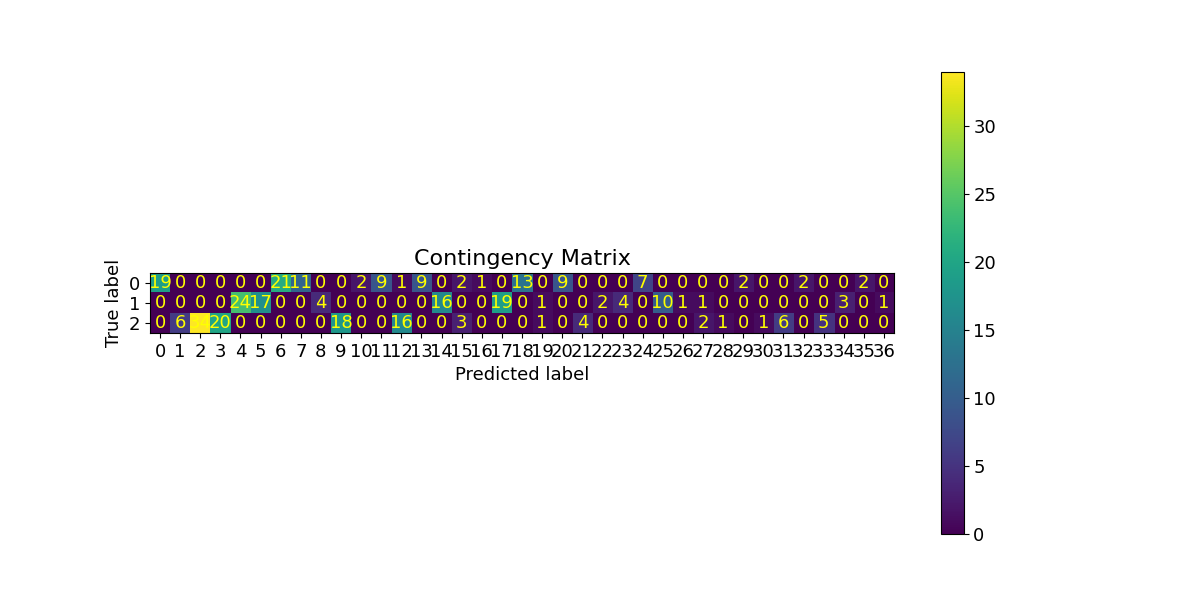 Contingency Matrix
True label
0 19 0 0 0 0 0 21 11 0 0 2 9 1 9 0 2 1 0 13 0 9 0 0 0 7 0 0 0 0 2 0 0 2 0 0 2 0
1 0 0 0 0 24 17 0 0 4 0 0 0 0 0 16 0 0 19 0 1 0 0 2 4 0 10 1 1 0 0 0 0 0 0 3 0 1
2 0 6 34 20 0 0 0 0 0 18 0 0 16 0 0 3 0 0 0 1 0 4 0 0 0 0 0 2 1 0 1 6 0 5 0 0 0
0 1 2 3 4 5 6 7 8 9 10 11 12 13 14 15 16 17 18 19 20 21 22 23 24 25 26 27 28 29 30 31 32 33 34 35 36
Predicted label
30
25
20
15
10
5
0